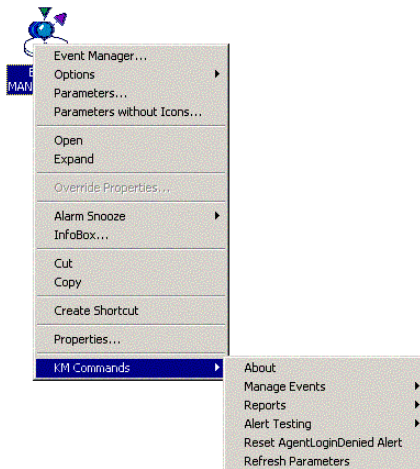 MAN
Event Manager...
Options
Parameters...
Parameters without Icons...
Open
Expand
Override Properties...
Alarm Snooze
InfoBox...
Cut
Copy
Create Shortcut
Properties...
KM Commands
About
Manage Events
Reports
Alert Testing
Reset AgentLoginDenied Alert
Refresh Parameters